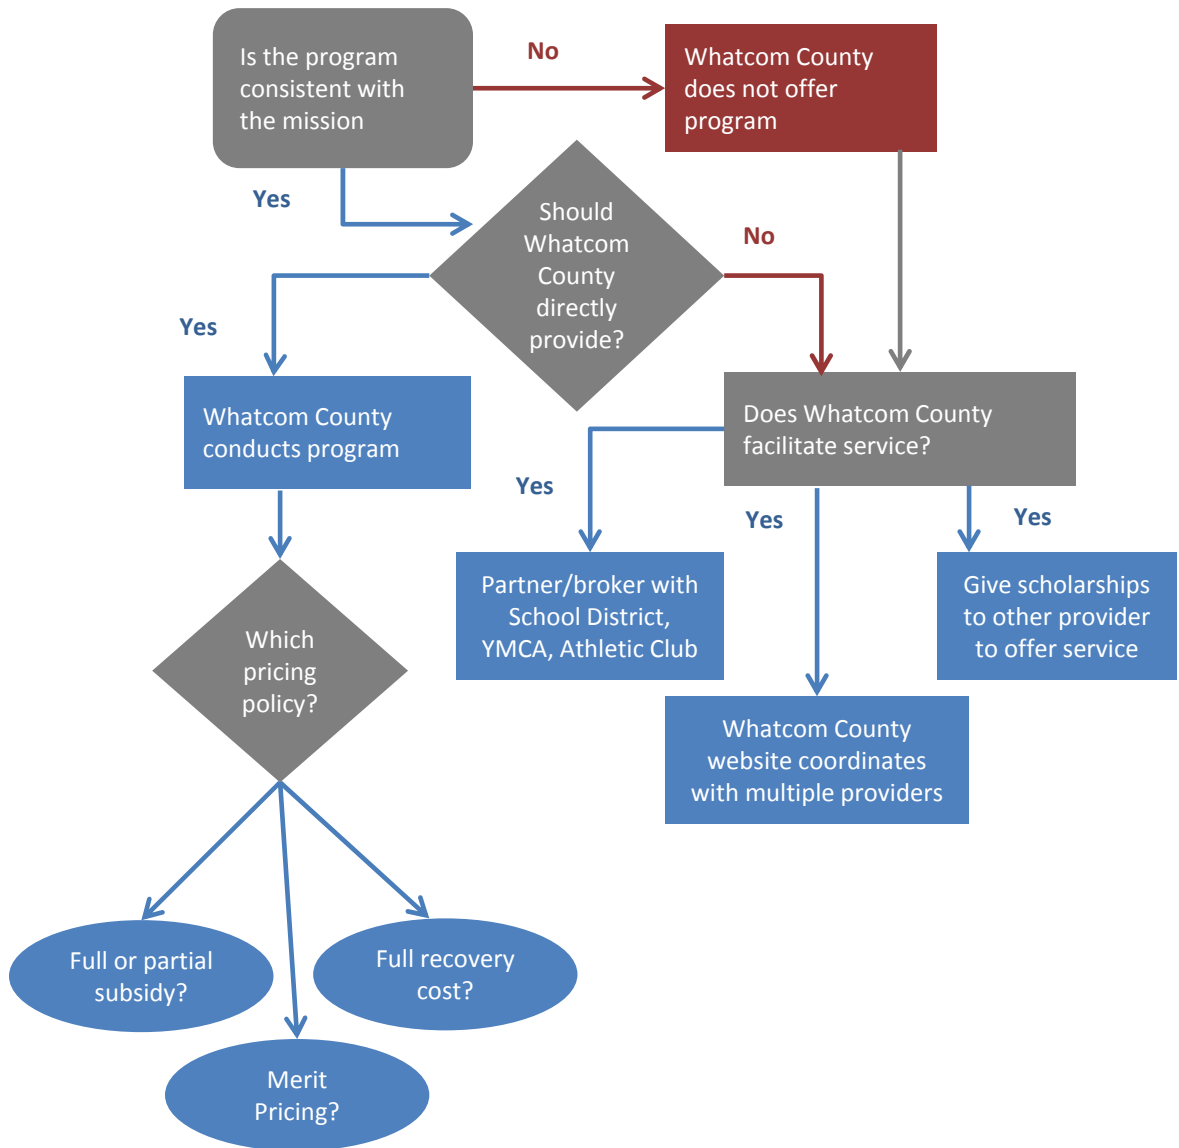 Is the program
consistent with
the mission
No
Whatcom County
does not offer
program
Yes
Should
Whatcom
County
directly
provide?
No
Yes
Whatcom County
conducts program
Does Whatcom County
facilitate service?
Yes
Yes
Yes
Partner/broker with
School District,
YMCA, Athletic Club
Give scholarships
to other provider
to offer service
Which
pricing
policy?
Whatcom County
website coordinates
with multiple providers
Full or partial
subsidy?
Full recovery
cost?
Merit
Pricing?